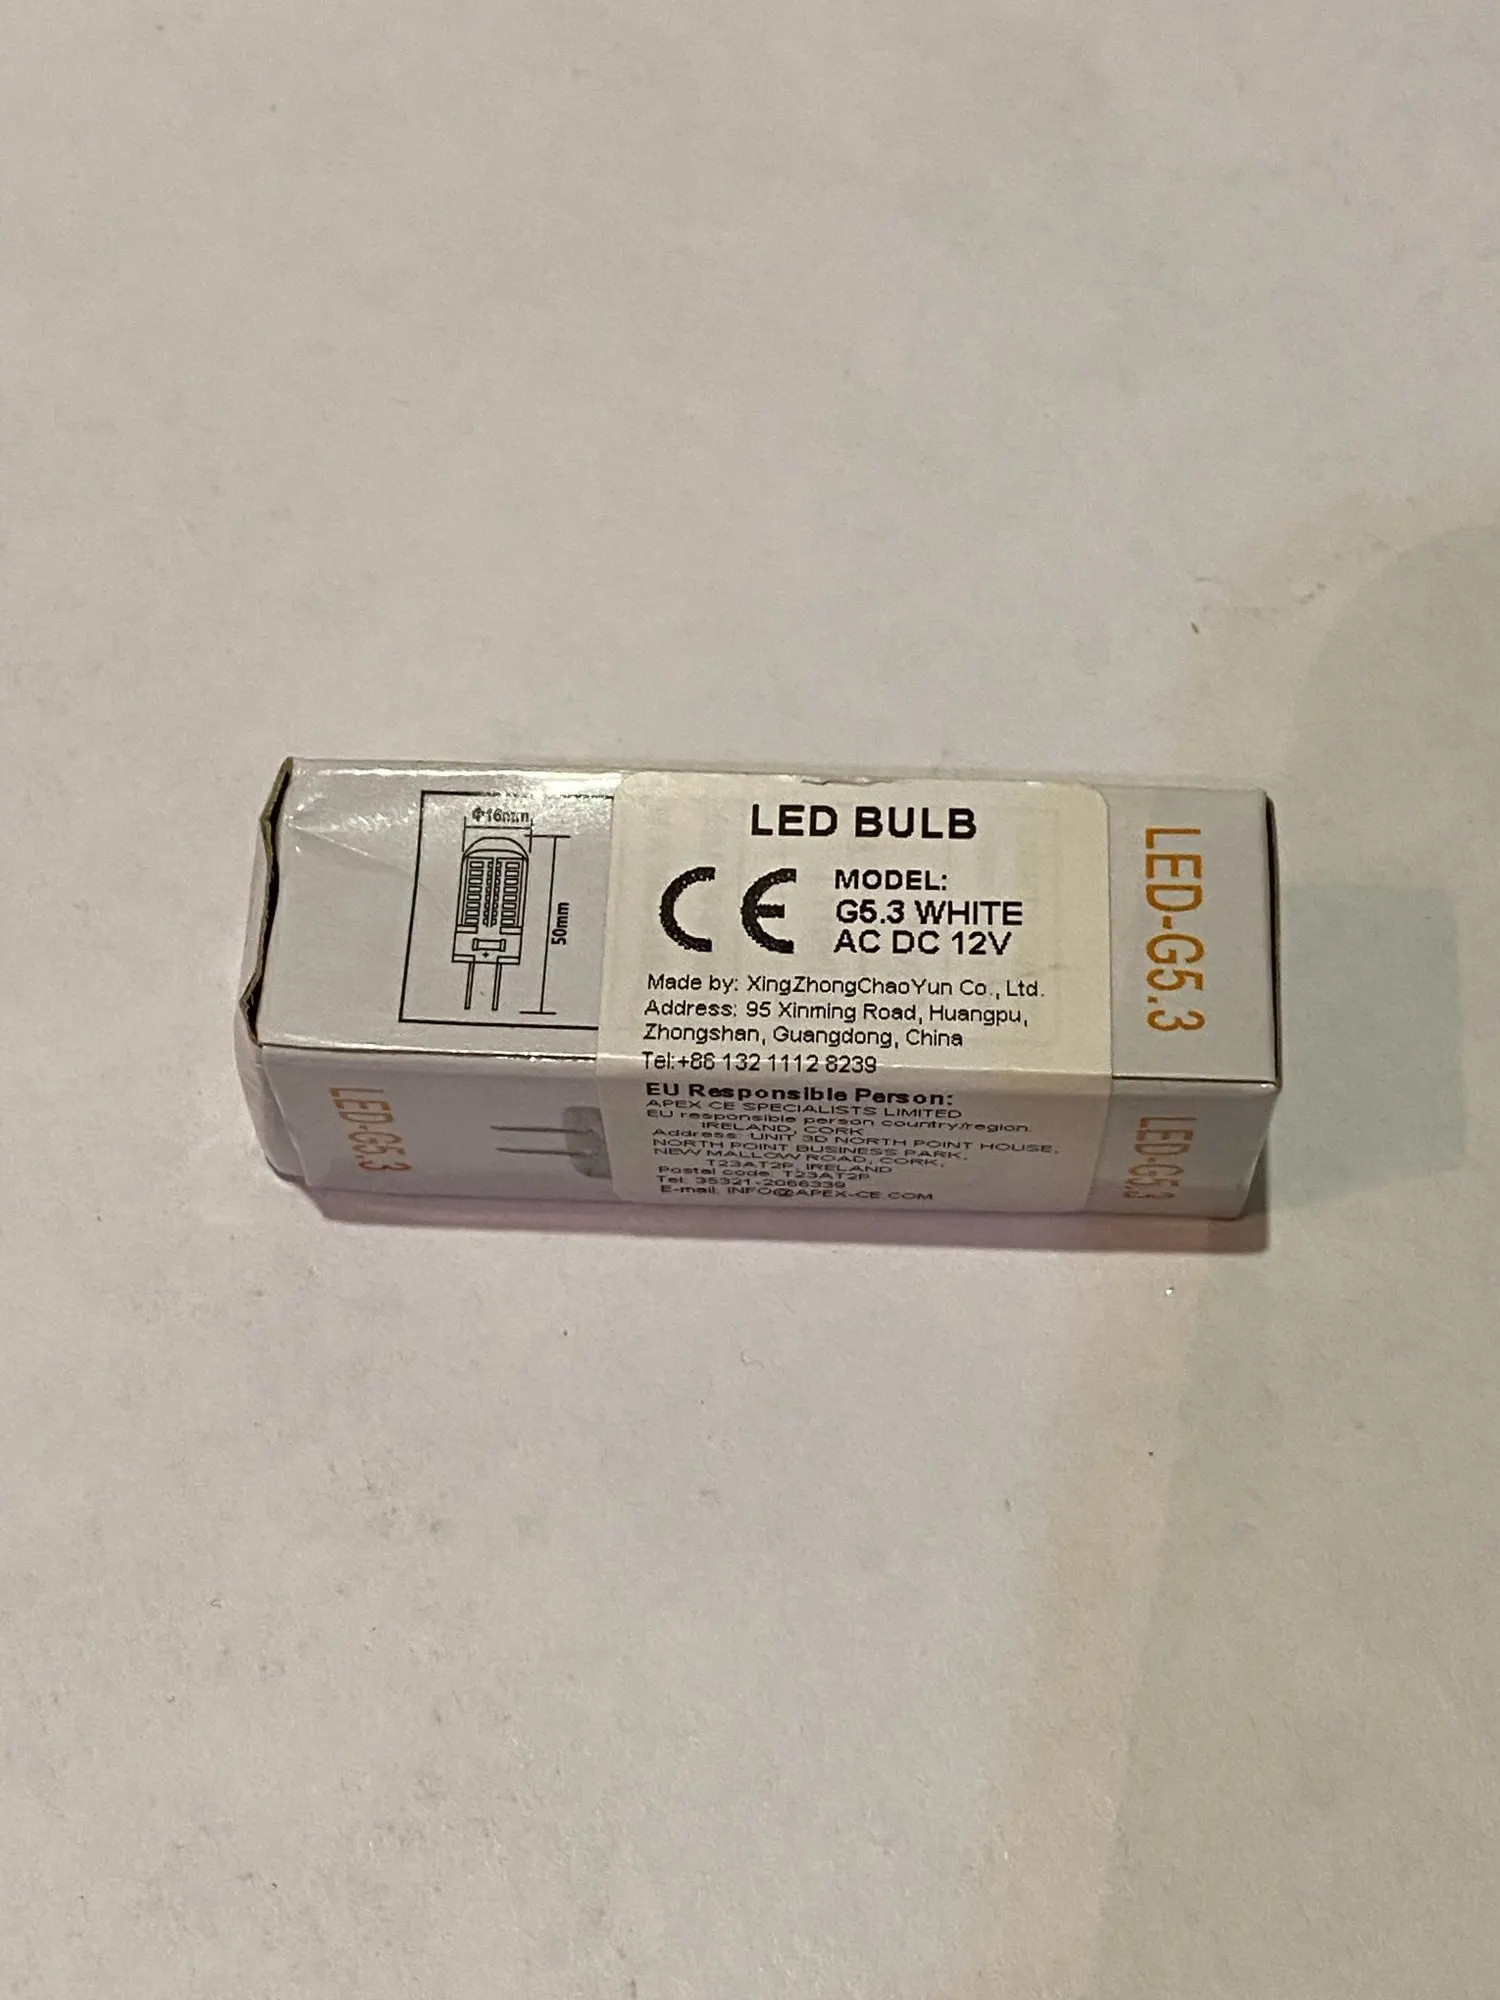 Φ16mm
50mm
LED BULB
CE
MODEL:
G5.3 WHITE
AC DC 12V
Made by: XingZhongChaoYun Co., Ltd.
Address: 95 Xinming Road, Huangpu,
Zhongshan, Guangdong, China
Tel:+86 132 1112 8239
EU Responsible Person:
APEX CE SPECIALISTS LIMITED
EU responsible person country/region:
IRELAND, CORK
Address: UNIT 3D NORTH POINT HOUSE,
NORTH POINT BUSINESS PARK,
NEW MALLOW ROAD, CORK,
T23AT2P, IRELAND
Postal code: T23AT2P
Tel: 35321-2066339
E-mail: INFO@APEX-CE.COM
LED-G5.3
LED-G5.3
LED-G5.3